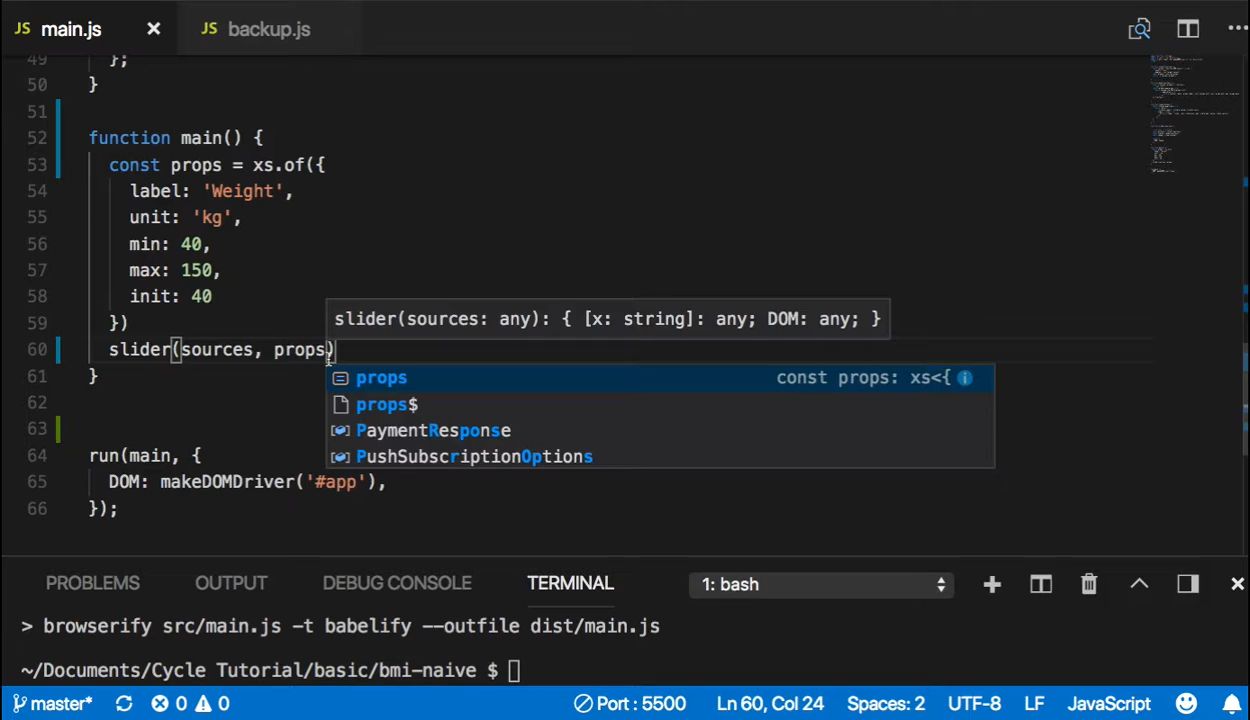 JS main.js × JS backup.js ...
49 };
50 }
51
52 function main() {
53 const props = xs.of({
54 label: 'Weight',
55 unit: 'kg',
56 min: 40,
57 max: 150,
58 init: 40
59 })
slider(sources: any): { [x: string]: any; DOM: any; }
60 slider(sources, props)
61 }
props const props: xs<{
props$
PaymentResponse
PushSubscriptionOptions
62
63
64 run(main, {
65 DOM: makeDOMDriver('#app'),
66 });
PROBLEMS OUTPUT DEBUG CONSOLE TERMINAL 1: bash
> browserify src/main.js -t babelify --outfile dist/main.js
~/Documents/Cycle Tutorial/basic/bmi-naive $
master* 0 0 Port : 5500 Ln 60, Col 24 Spaces: 2 UTF-8 LF JavaScript